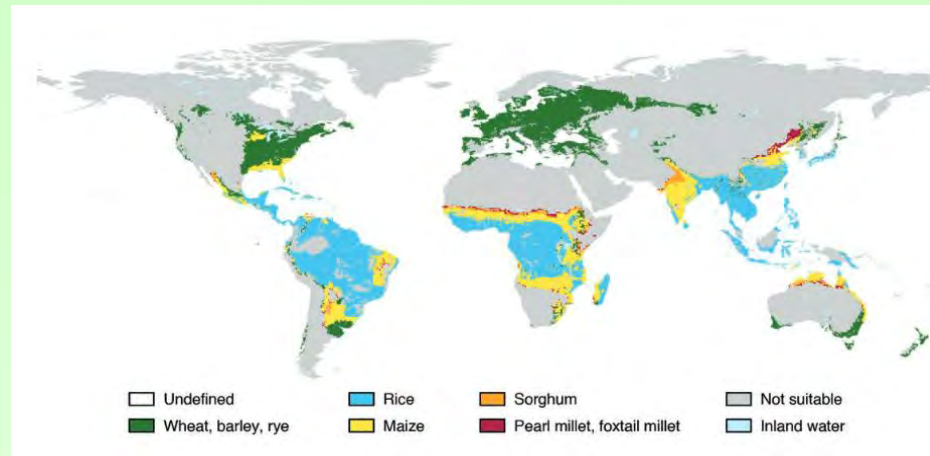 Undefined Rice Sorghum Not suitable
Wheat, barley, rye Maize Pearl millet, foxtail millet Inland water